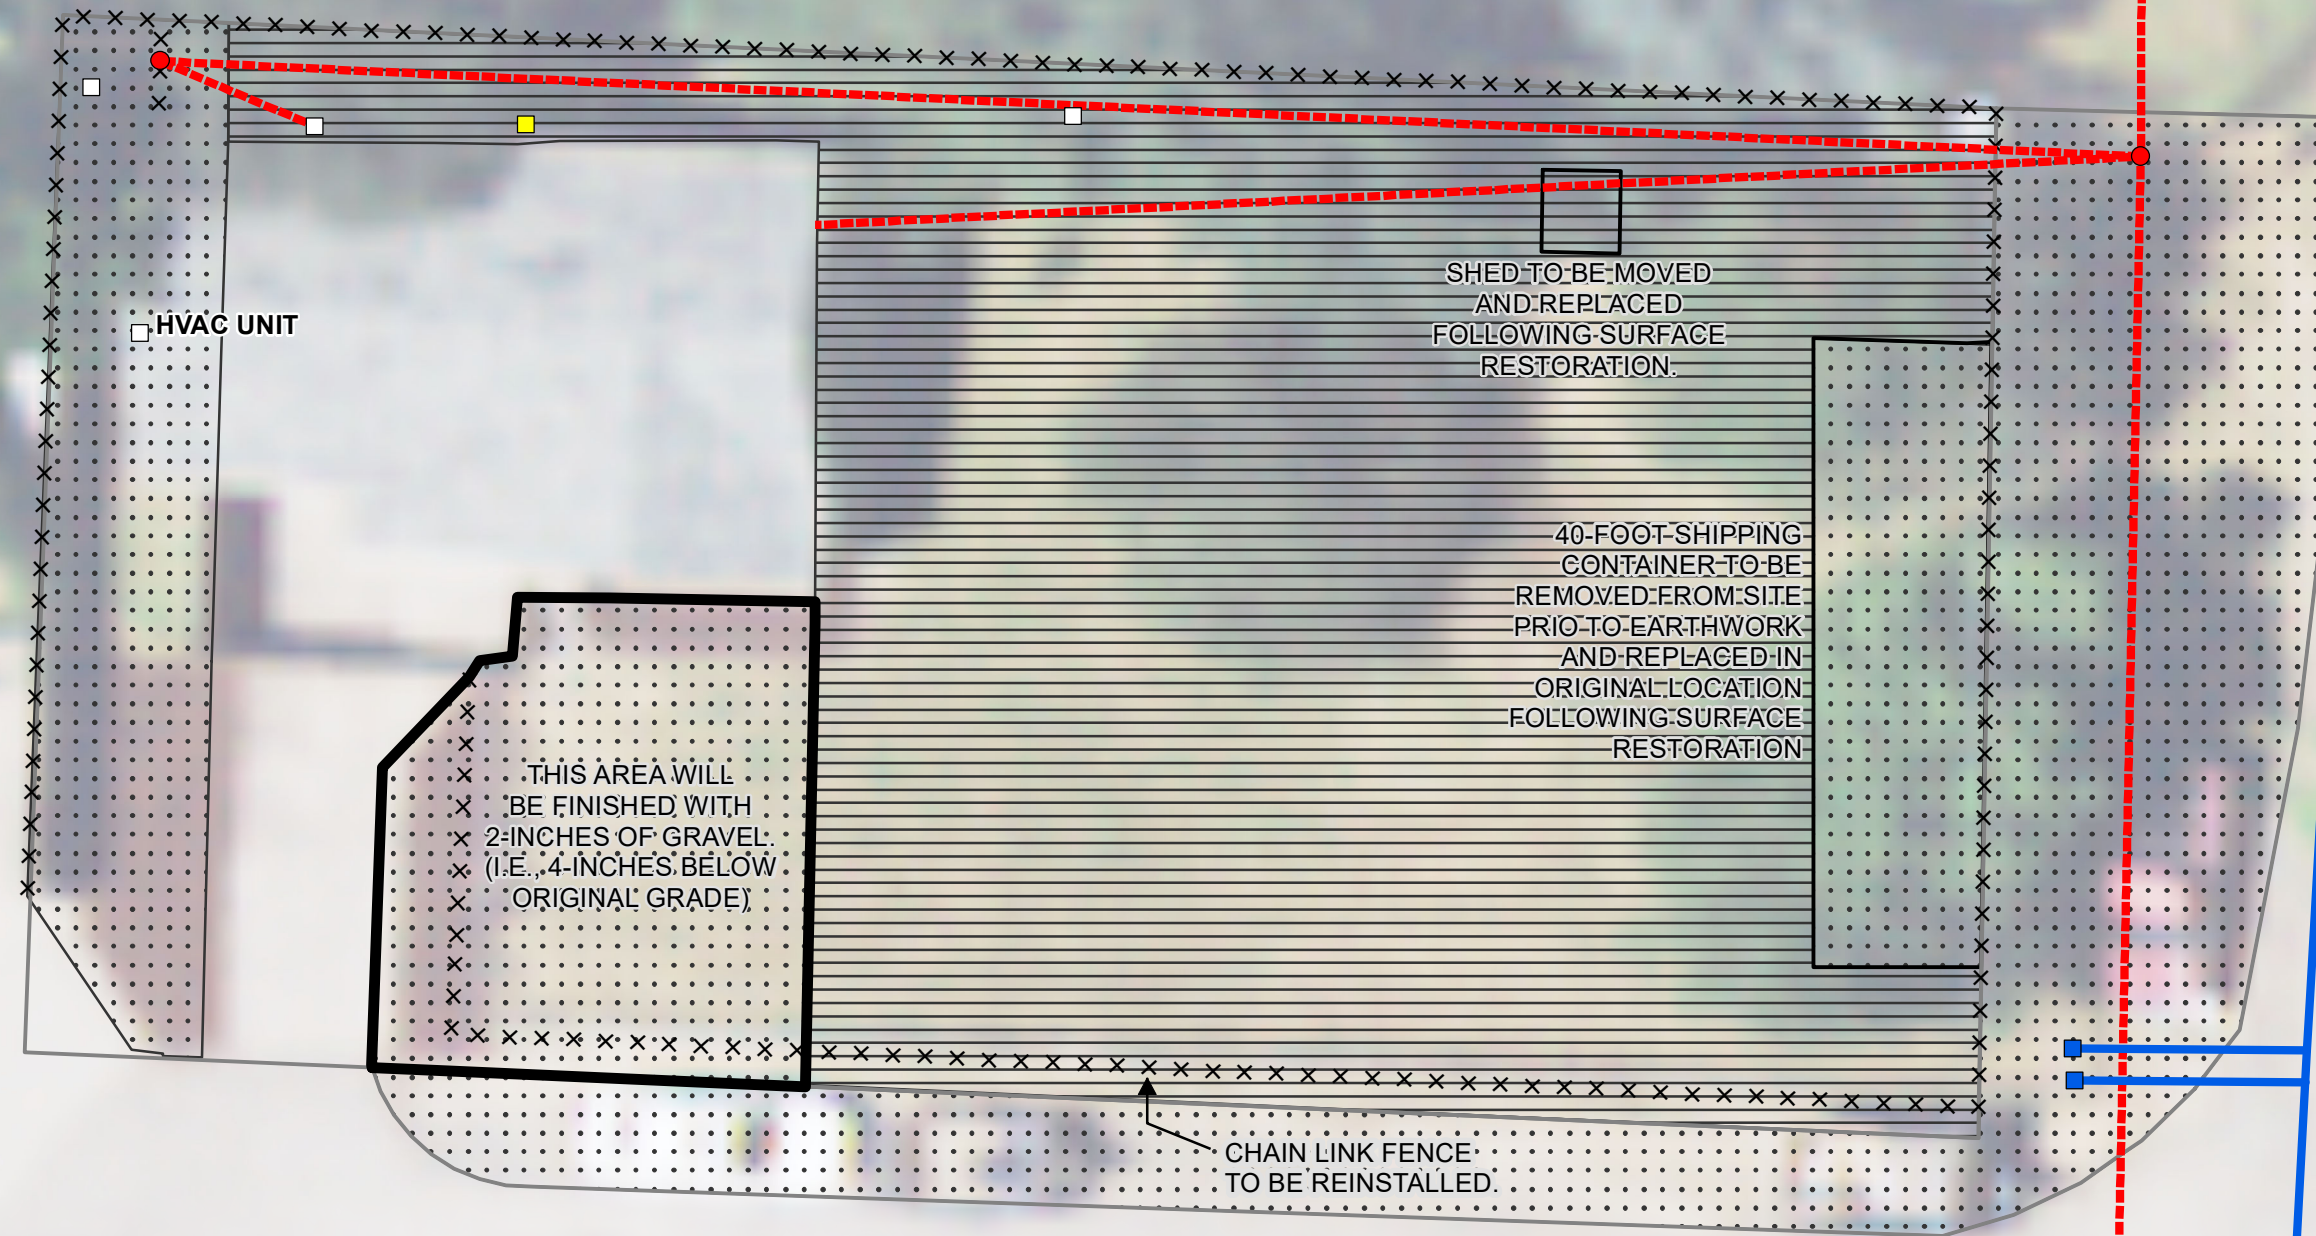 HVAC UNIT
SHED TO BE MOVED
AND REPLACED
FOLLOWING SURFACE
RESTORATION.
40-FOOT SHIPPING
CONTAINER TO BE
REMOVED FROM SITE
PRIO TO EARTHWORK
AND REPLACED IN
ORIGINAL LOCATION
FOLLOWING SURFACE
RESTORATION
THIS AREA WILL
BE FINISHED WITH
2-INCHES OF GRAVEL.
(I.E., 4-INCHES BELOW
ORIGINAL GRADE)
CHAIN LINK FENCE
TO BE REINSTALLED.